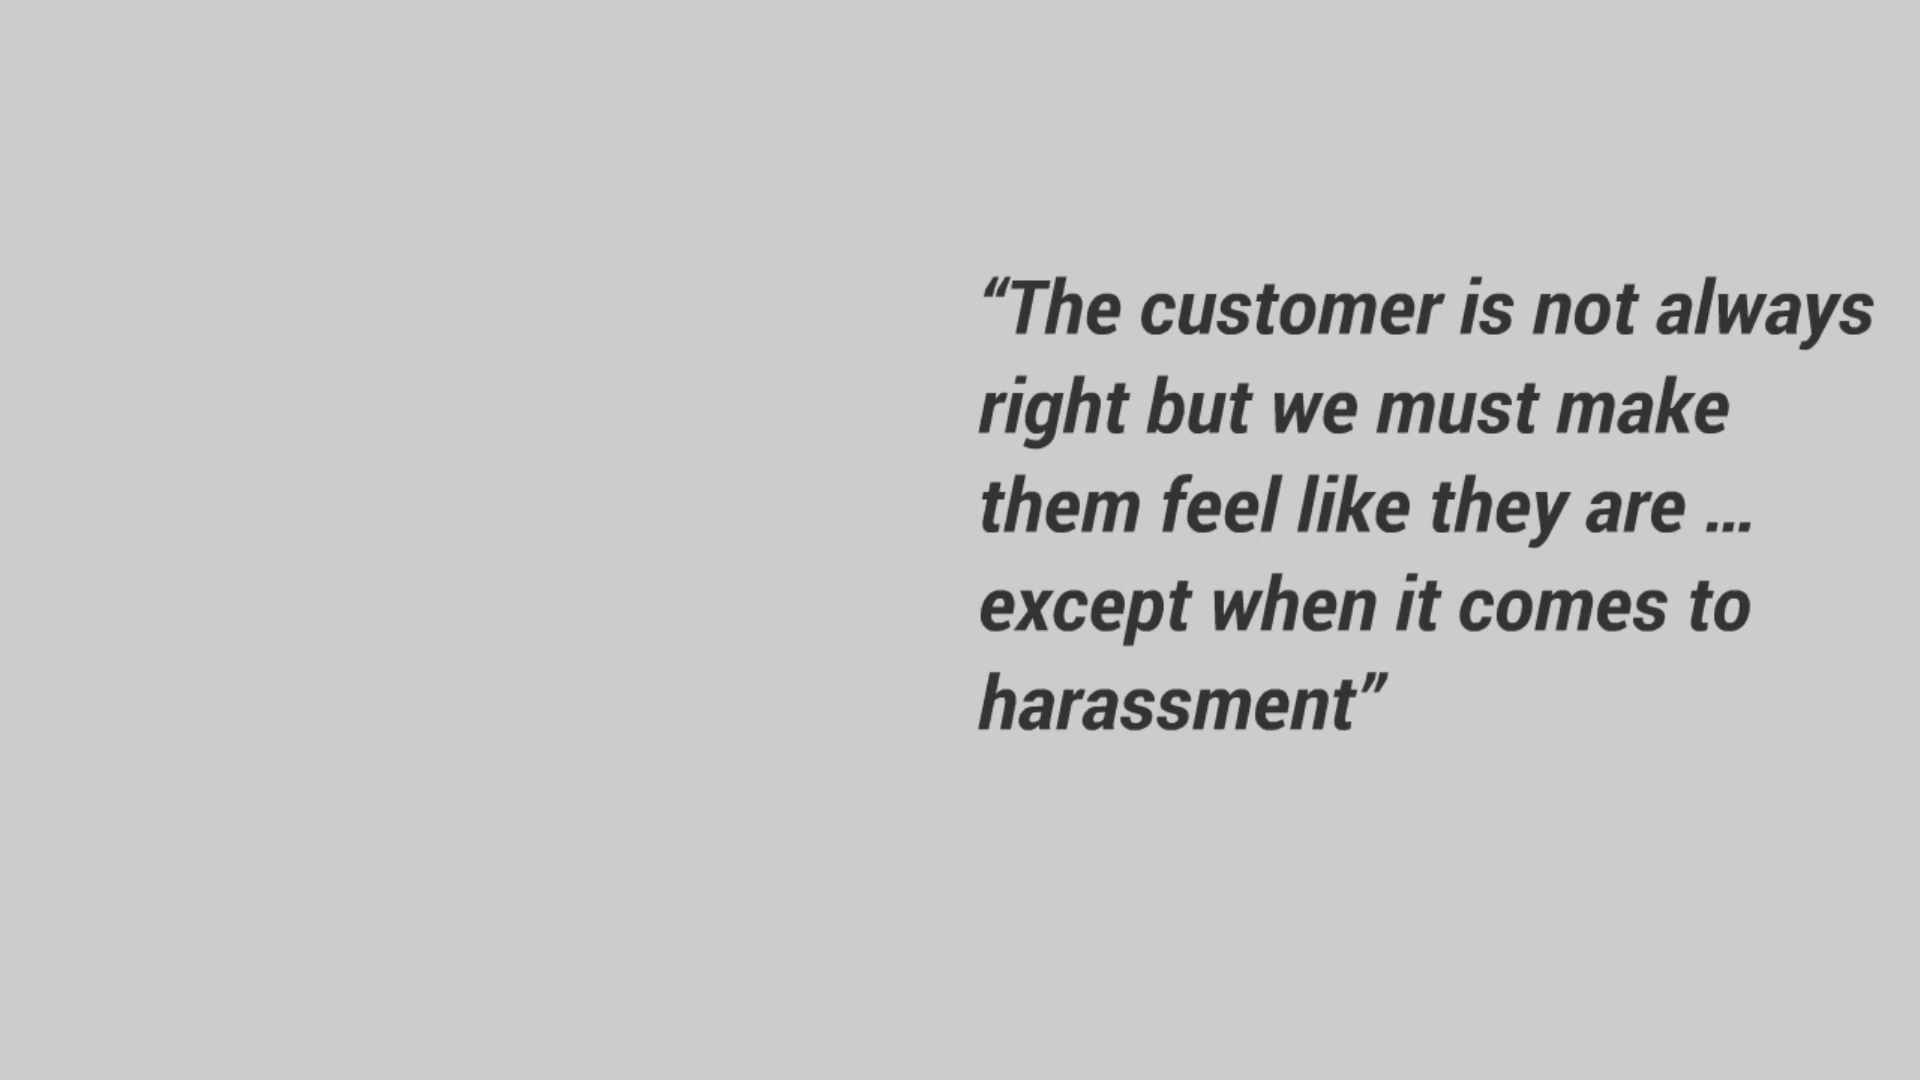 “The customer is not always
right but we must make
them feel like they are ...
except when it comes to
harassment”